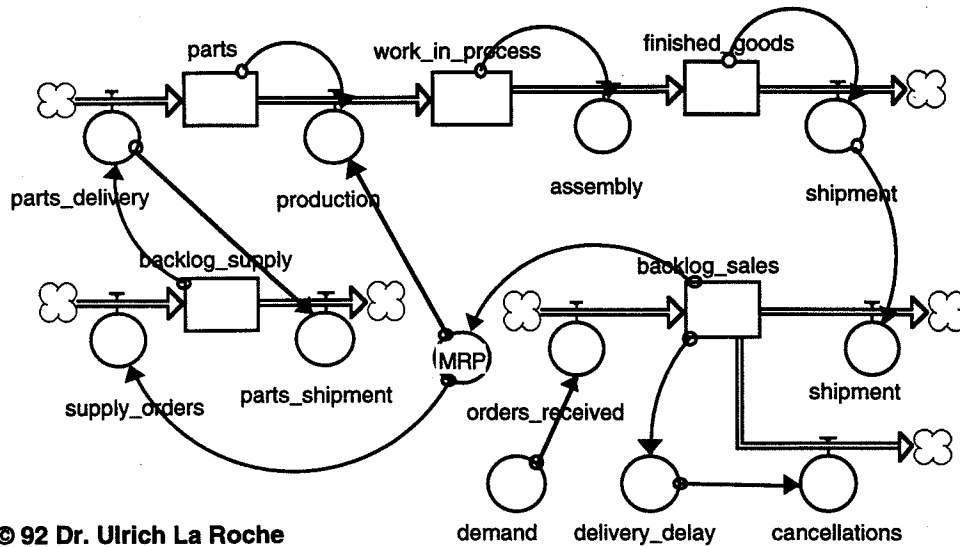 parts
work_in_process
finished_goods
parts_delivery
production
assembly
shipment
backlog_supply
backlog_sales
MRP
supply_orders
parts_shipment
orders_received
shipment
demand
delivery_delay
cancellations
© 92 Dr. Ulrich La Roche